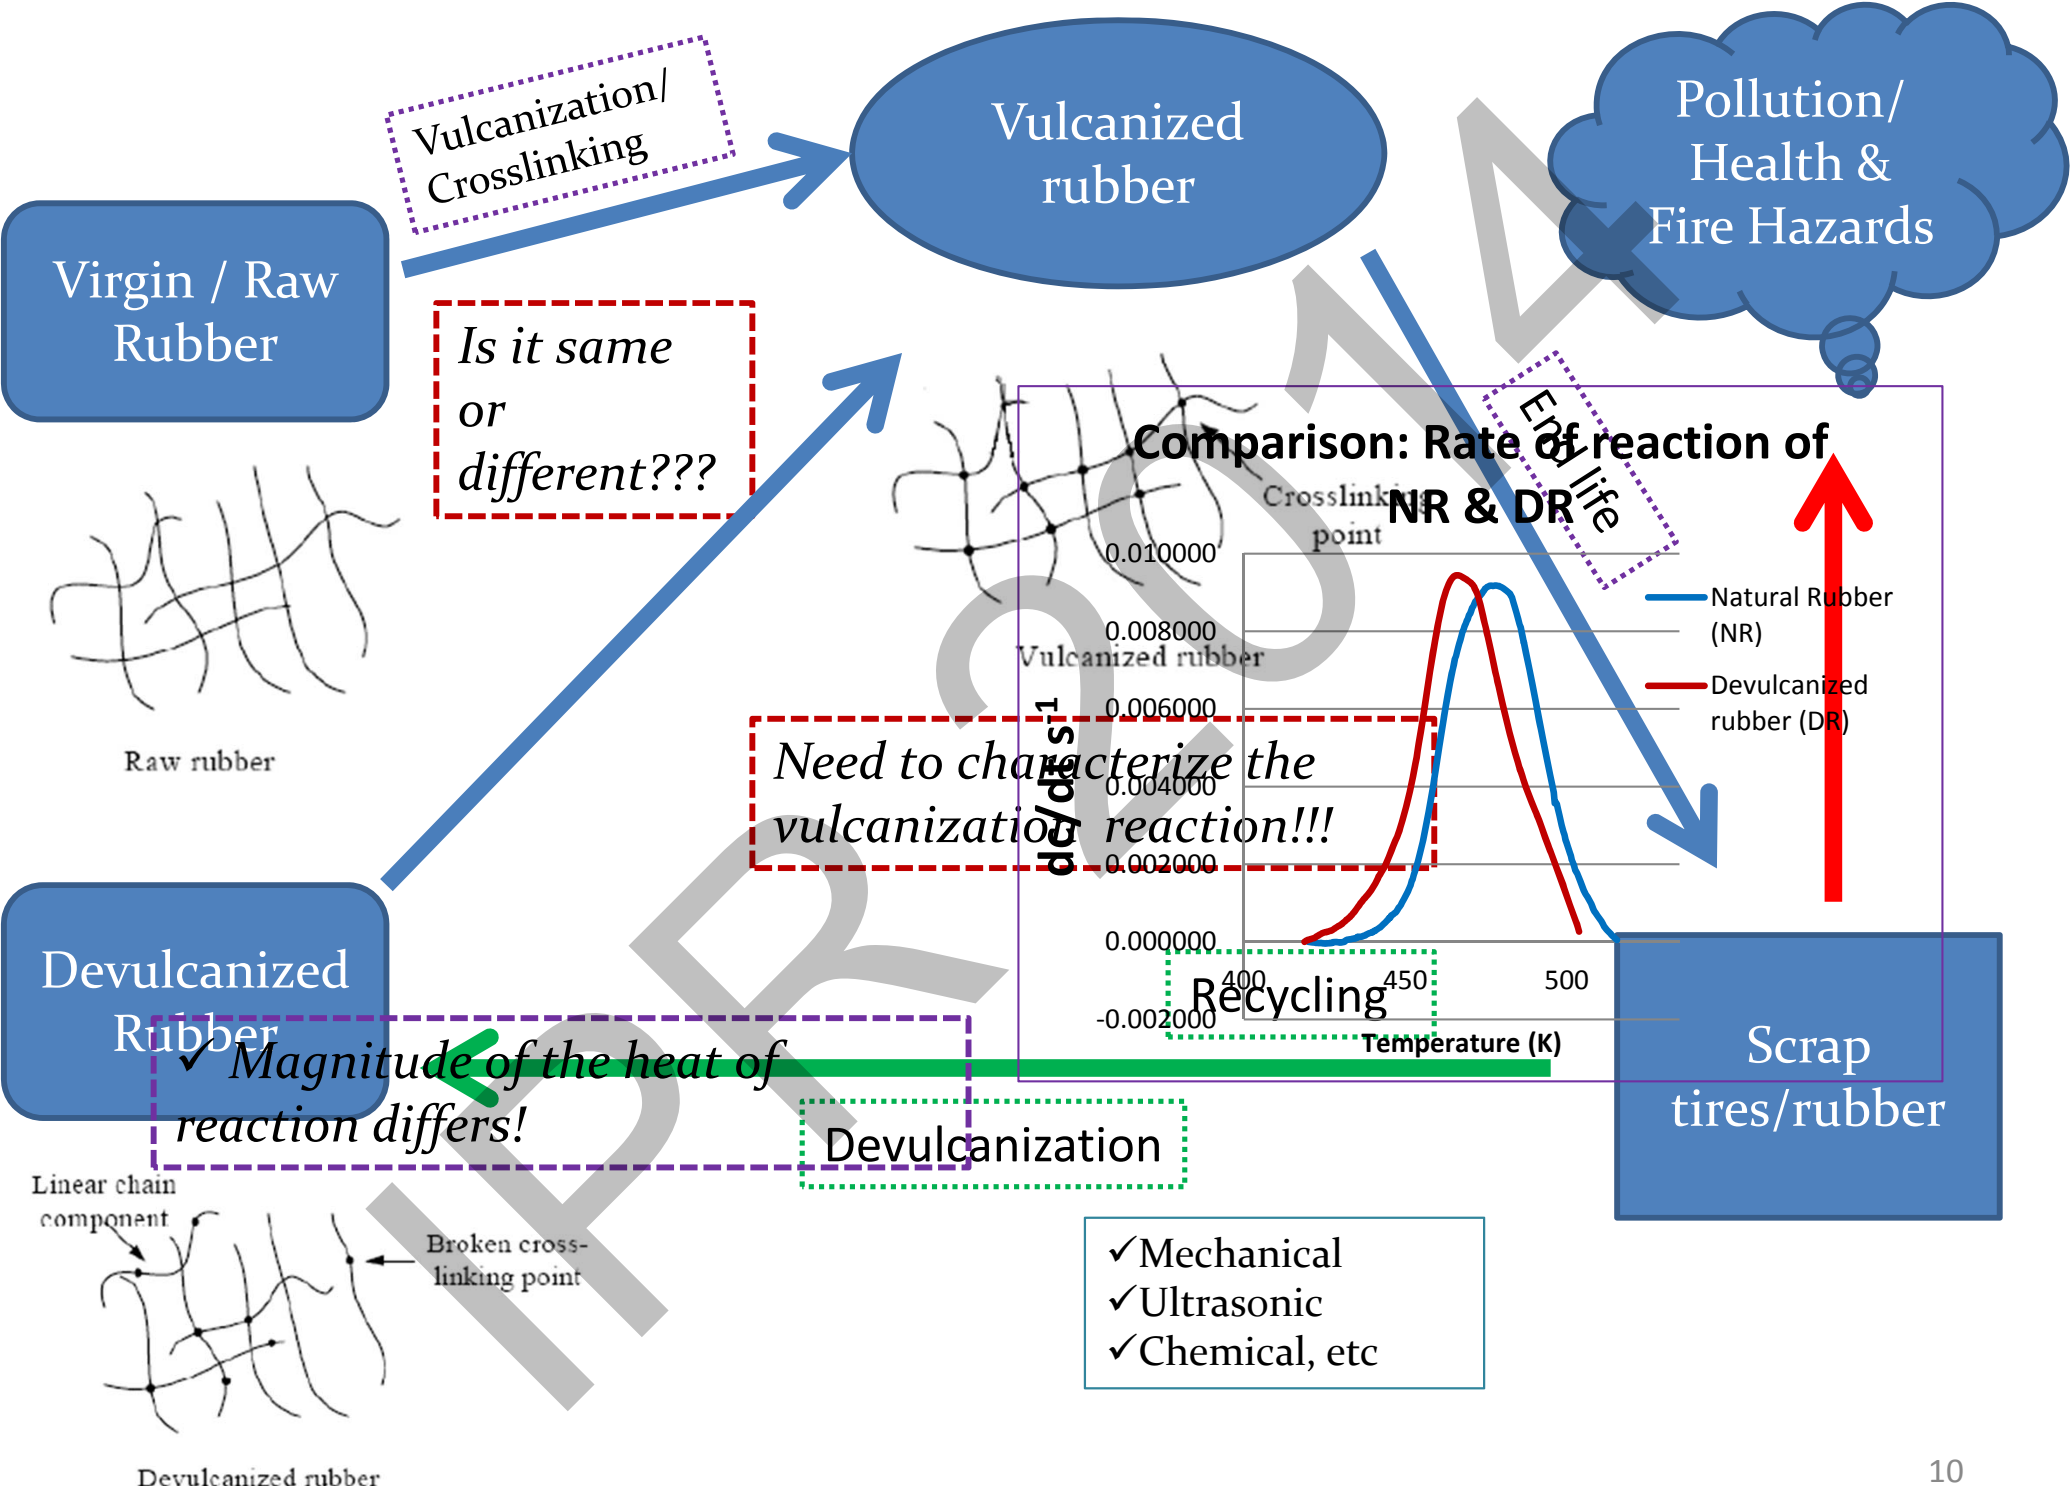 Vulcanization/
Crosslinking
Vulcanized
rubber
Pollution/
Health &
Fire Hazards
Virgin / Raw
Rubber
Is it same
or
different???
Raw rubber
Crosslinking
point
Vulcanized rubber
End life
Comparison: Rate of reaction of
NR & DR
0.010000
0.008000
0.006000
0.004000
0.002000
0.000000
-0.002000
400
450
500
dc/dt s-1
Temperature (K)
Natural Rubber
(NR)
Devulcanized
rubber (DR)
Need to characterize the
vulcanization reaction!!!
Recycling
Devulcanized
Rubber
✓ Magnitude of the heat of
reaction differs!
Devulcanization
Scrap
tires/rubber
✓Mechanical
✓Ultrasonic
✓Chemical, etc
Linear chain
component
Broken cross-
linking point
Devulcanized rubber
IPR 2014
10